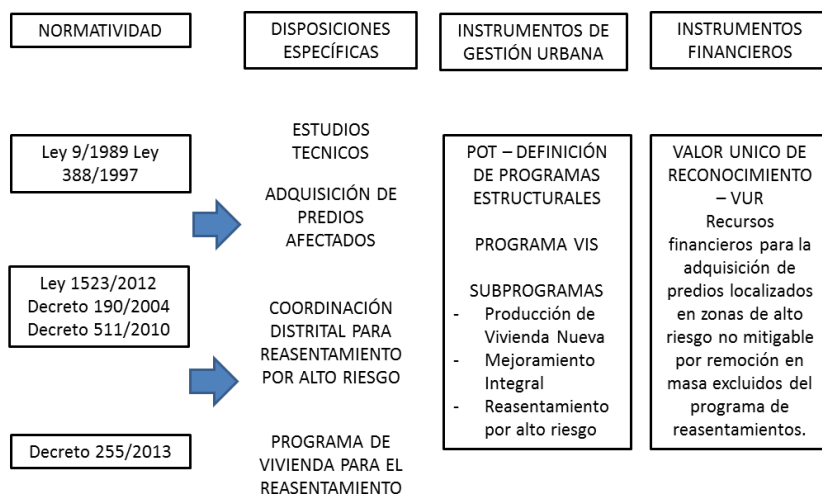 NORMATIVIDAD
DISPOSICIONES
ESPECÍFICAS
INSTRUMENTOS DE
GESTIÓN URBANA
INSTRUMENTOS
FINANCIEROS
Ley 9/1989 Ley
388/1997
Ley 1523/2012
Decreto 190/2004
Decreto 511/2010
Decreto 255/2013
ESTUDIOS
TECNICOS
ADQUISICIÓN DE
PREDIOS
AFECTADOS
COORDINACIÓN
DISTRITAL PARA
REASENTAMIENTO
POR ALTO RIESGO
PROGRAMA DE
VIVIENDA PARA EL
REASENTAMIENTO
POT – DEFINICIÓN
DE PROGRAMAS
ESTRUCTURALES
PROGRAMA VIS
SUBPROGRAMAS
- Producción de
Vivienda Nueva
- Mejoramiento
Integral
- Reasentamiento
por alto riesgo
VALOR UNICO DE
RECONOCIMIENTO
– VUR
Recursos
financieros para la
adquisición de
predios localizados
en zonas de alto
riesgo no mitigable
por remoción en
masa excluidos del
programa de
reasentamientos.